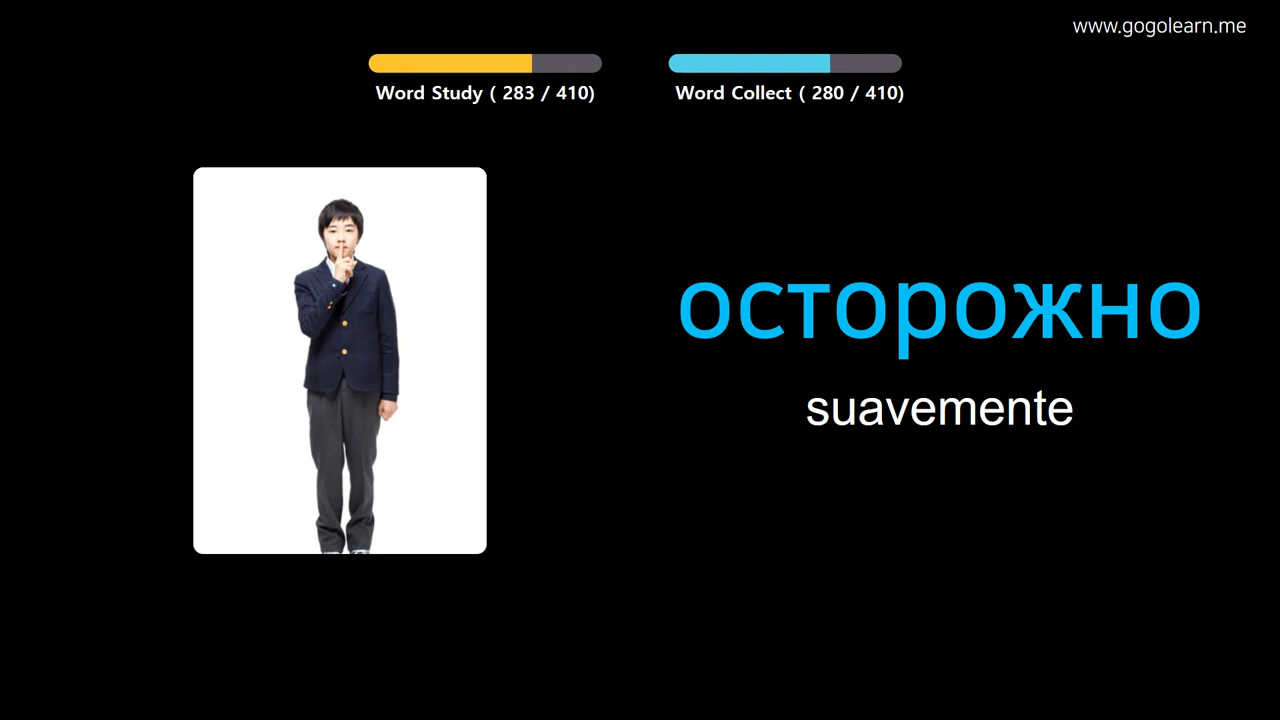 www.gogolearn.me
Word Study ( 283 / 410)
Word Collect ( 280 / 410)
осторожно
suavemente